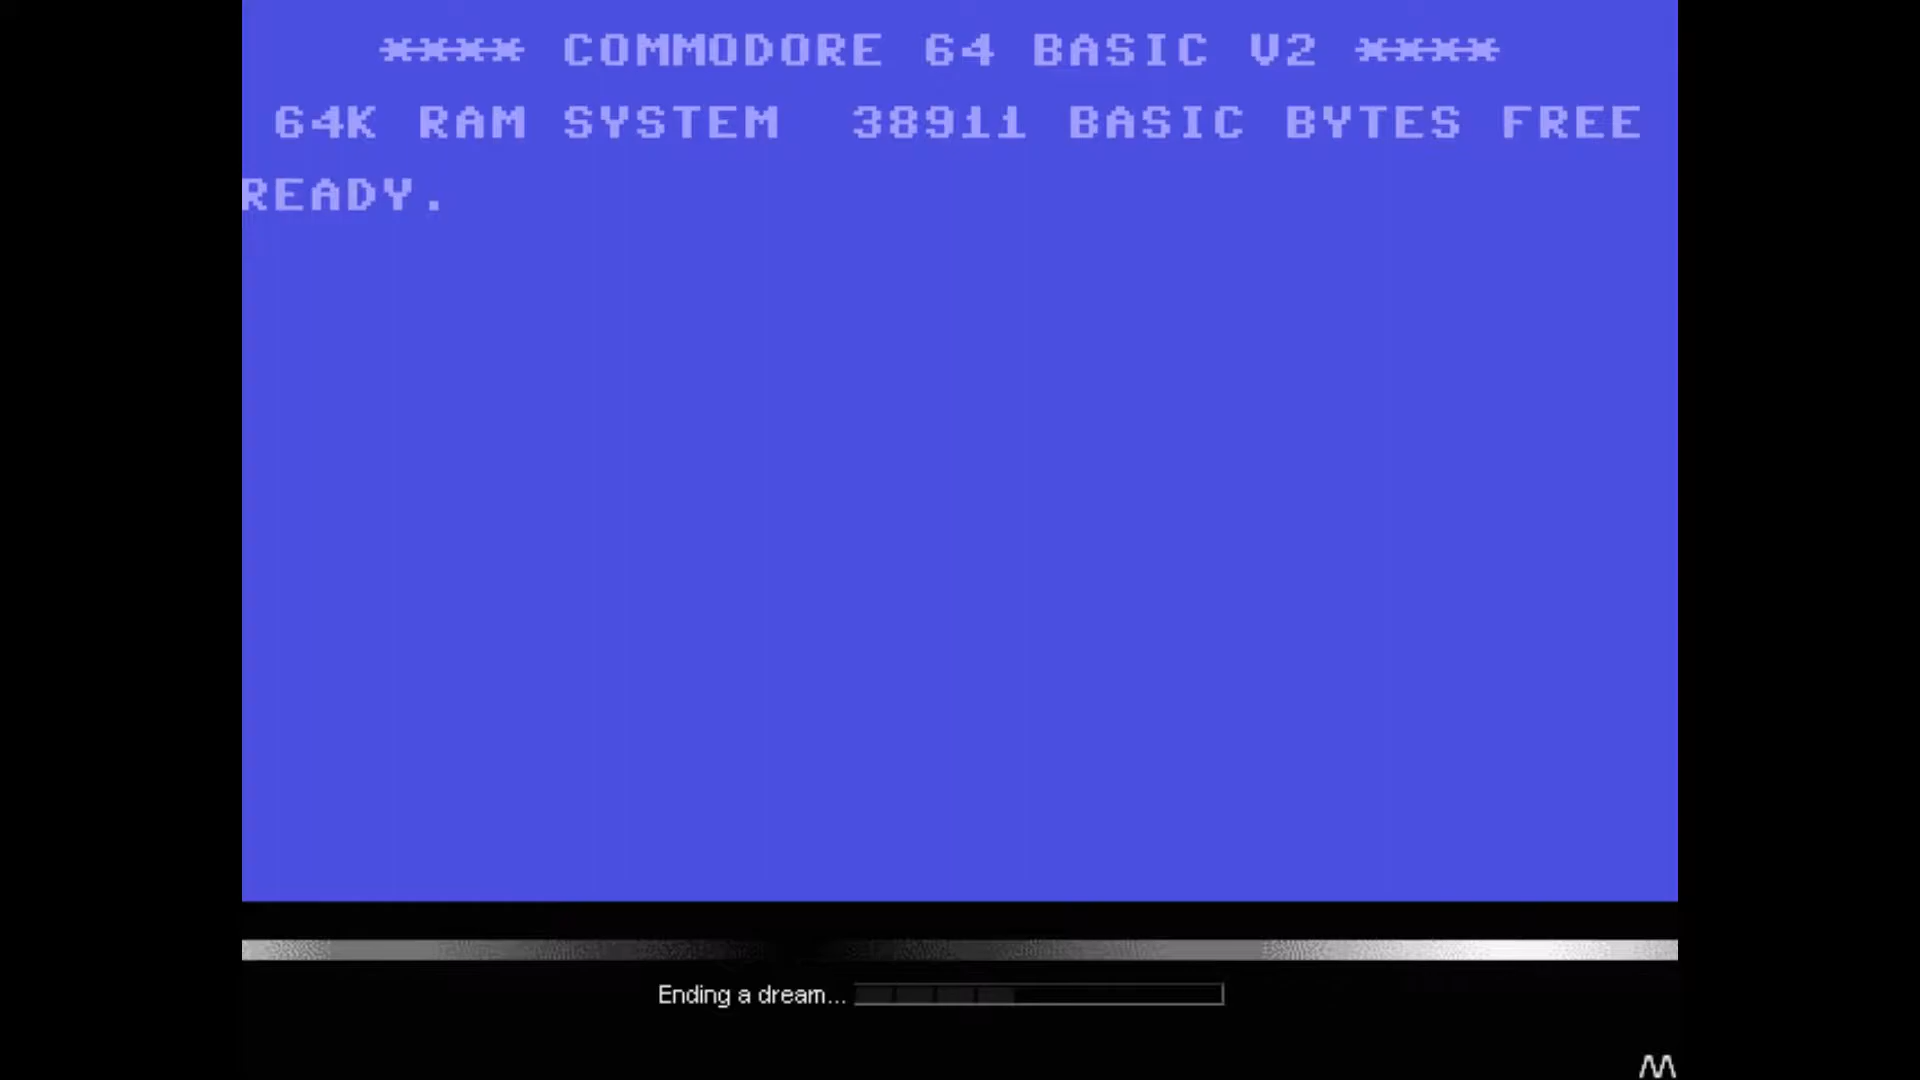 **** COMMODORE 64 BASIC V2 ****
64K RAM SYSTEM  38911 BASIC BYTES FREE
READY.
Ending a dream...